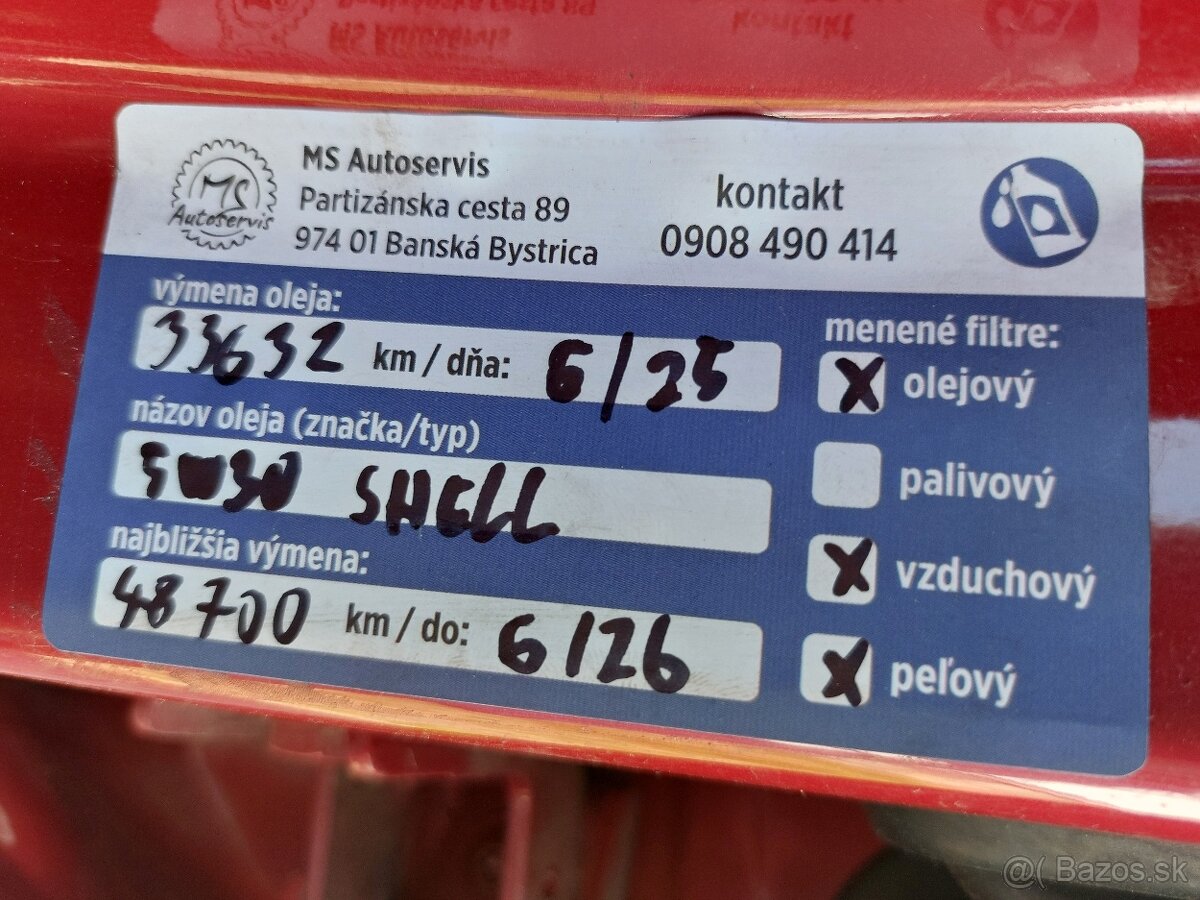 MS Autoservis
MS Autoservis
Partizánska cesta 89
974 01 Banská Bystrica
kontakt
0908 490 414
výmena oleja:
33632 km / dňa: 6/25
názov oleja (značka/typ)
5W30 SHELL
najbližšia výmena:
48700 km / do: 6/26
menené filtre:
X olejový
palivový
X vzduchový
X peľový
@( Bazos.sk